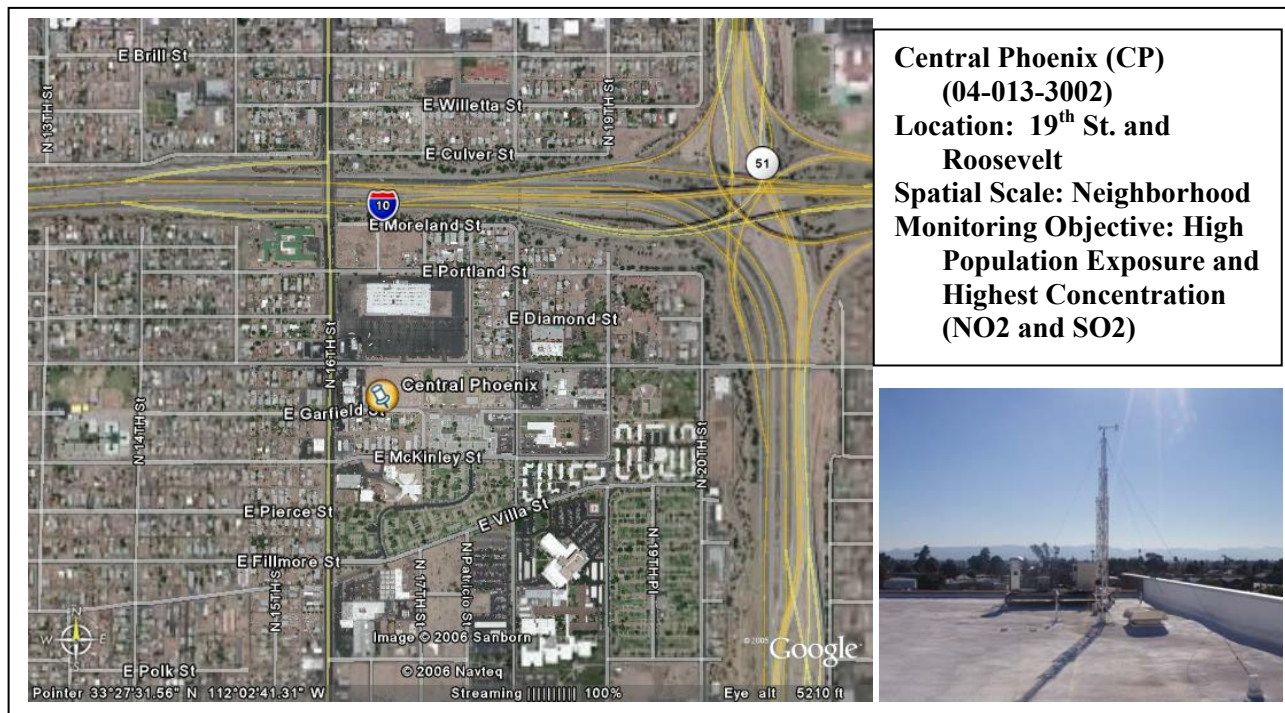 E Brill St
N 13TH St
E Willetta St
N 19TH St
E Culver St
51
10
E Moreland St
E Portland St
N 16TH St
E Diamond St
Central Phoenix
E Garfield St
N 14TH St
E McKinley St
N 20TH St
E Pierce St
E Villa St
E Fillmore St
N 15TH S
N 17TH St
N Patricio St
N 19TH Pl
Image © 2006 Sanborn
© 2005 Google
N
W E
S
E Polk St
© 2006 Navteq
Pointer 33°27'31.56" N 112°02'41.31" W Streaming |||||||||| 100% Eye alt 5210 ft
Central Phoenix (CP)
(04-013-3002)
Location: 19th St. and
Roosevelt
Spatial Scale: Neighborhood
Monitoring Objective: High
Population Exposure and
Highest Concentration
(NO2 and SO2)